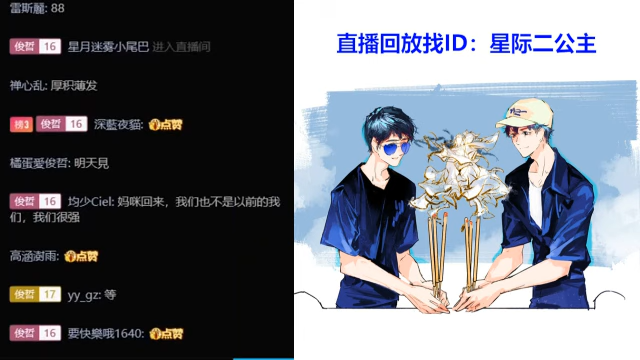 雷斯麗: 88
俊哲 16 星月迷雾小尾巴 进入直播间
禅心乱: 厚积薄发
榜3 俊哲 16 深藍夜貓: 点赞
橘蛋愛俊哲: 明天見
俊哲 16 均少Ciel: 妈咪回来，我们也不是以前的我
们，我们很强
高涵澍雨: 点赞
俊哲 17 yy_gz: 等
俊哲 16 要快樂哦1640: 点赞
直播回放找ID：星际二公主